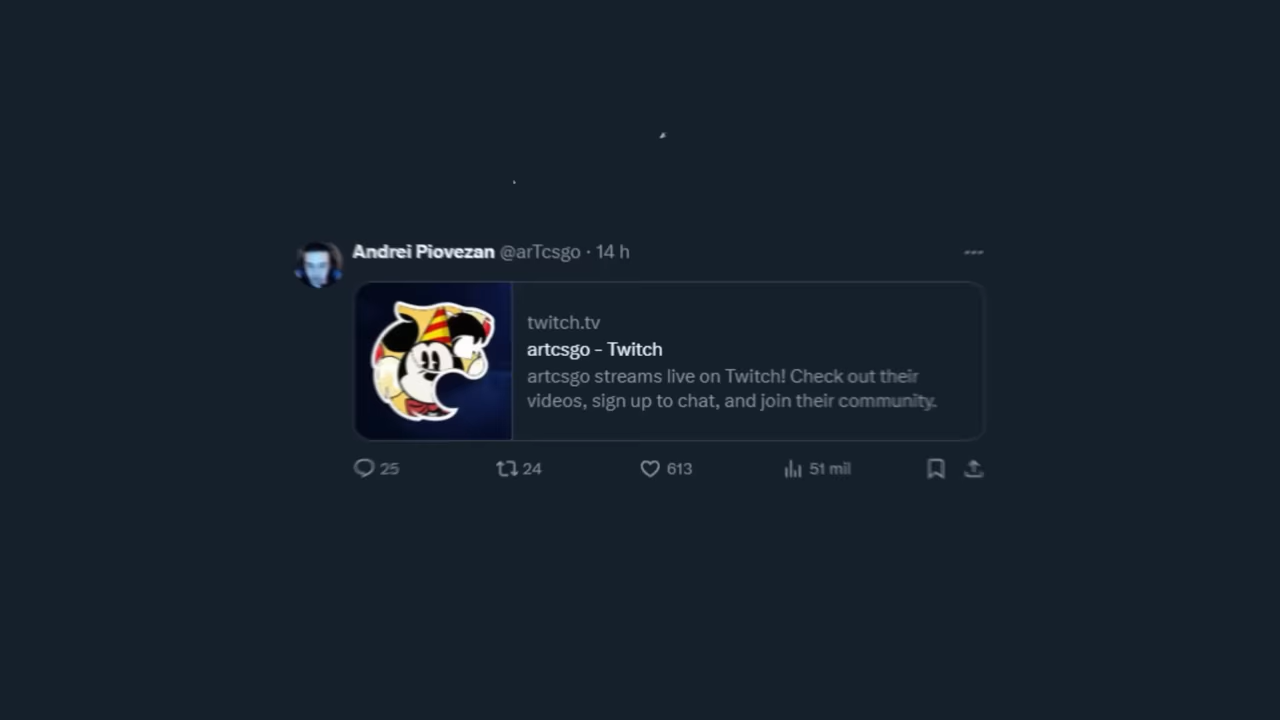 Andrei Piovezan @arTcsgo · 14 h
twitch.tv
artcsgo - Twitch
artcsgo streams live on Twitch! Check out their
videos, sign up to chat, and join their community.
25 24 613 51 mil